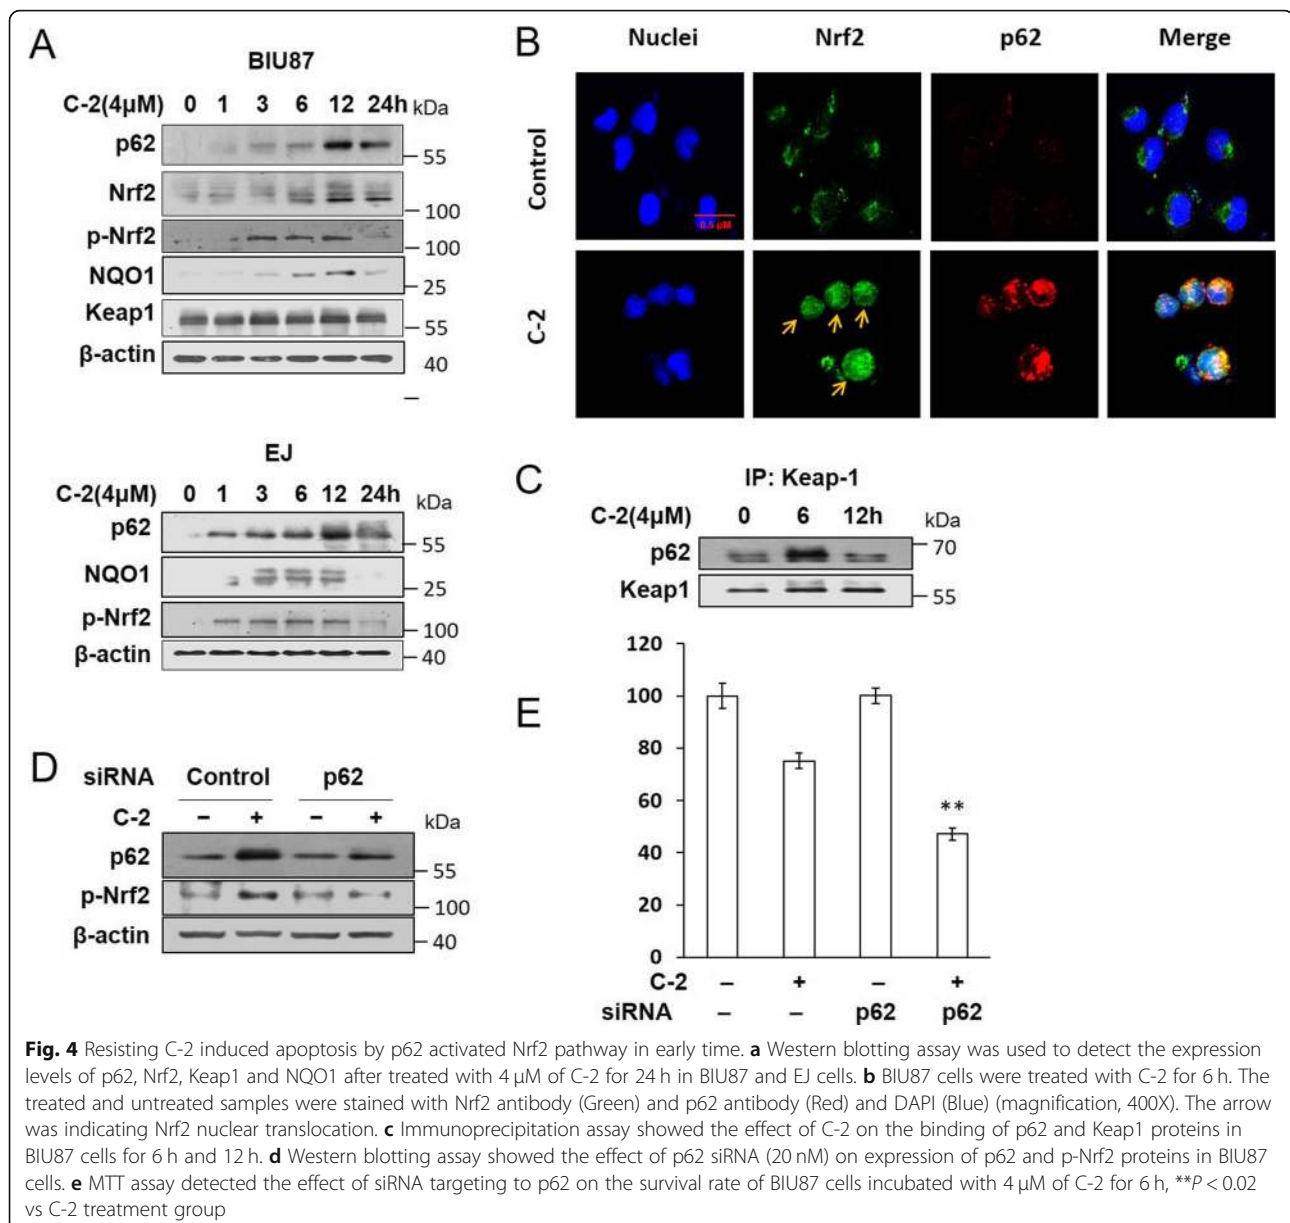 A
BIU87
C-2(4µM) 0 1 3 6 12 24h kDa
p62
55
Nrf2
100
p-Nrf2
100
NQO1
25
Keap1
55
β-actin
40
EJ
C-2(4µM) 0 1 3 6 12 24h kDa
p62
55
NQO1
25
p-Nrf2
100
β-actin
40
B
Nuclei Nrf2 p62 Merge
Control
0.5 µM
C-2
C
IP: Keap-1
C-2(4µM) 0 6 12h kDa
p62
70
Keap1
55
D
siRNA Control p62
C-2 – + – + kDa
p62
55
p-Nrf2
100
β-actin
40
E
120
100
80
60
40
20
0
**
C-2 – + – +
siRNA – – p62 p62
Fig. 4 Resisting C-2 induced apoptosis by p62 activated Nrf2 pathway in early time. a Western blotting assay was used to detect the expression
levels of p62, Nrf2, Keap1 and NQO1 after treated with 4 µM of C-2 for 24 h in BIU87 and EJ cells. b BIU87 cells were treated with C-2 for 6 h. The
treated and untreated samples were stained with Nrf2 antibody (Green) and p62 antibody (Red) and DAPI (Blue) (magnification, 400X). The arrow
was indicating Nrf2 nuclear translocation. c Immunoprecipitation assay showed the effect of C-2 on the binding of p62 and Keap1 proteins in
BIU87 cells for 6 h and 12 h. d Western blotting assay showed the effect of p62 siRNA (20 nM) on expression of p62 and p-Nrf2 proteins in BIU87
cells. e MTT assay detected the effect of siRNA targeting to p62 on the survival rate of BIU87 cells incubated with 4 µM of C-2 for 6 h, **P < 0.02
vs C-2 treatment group